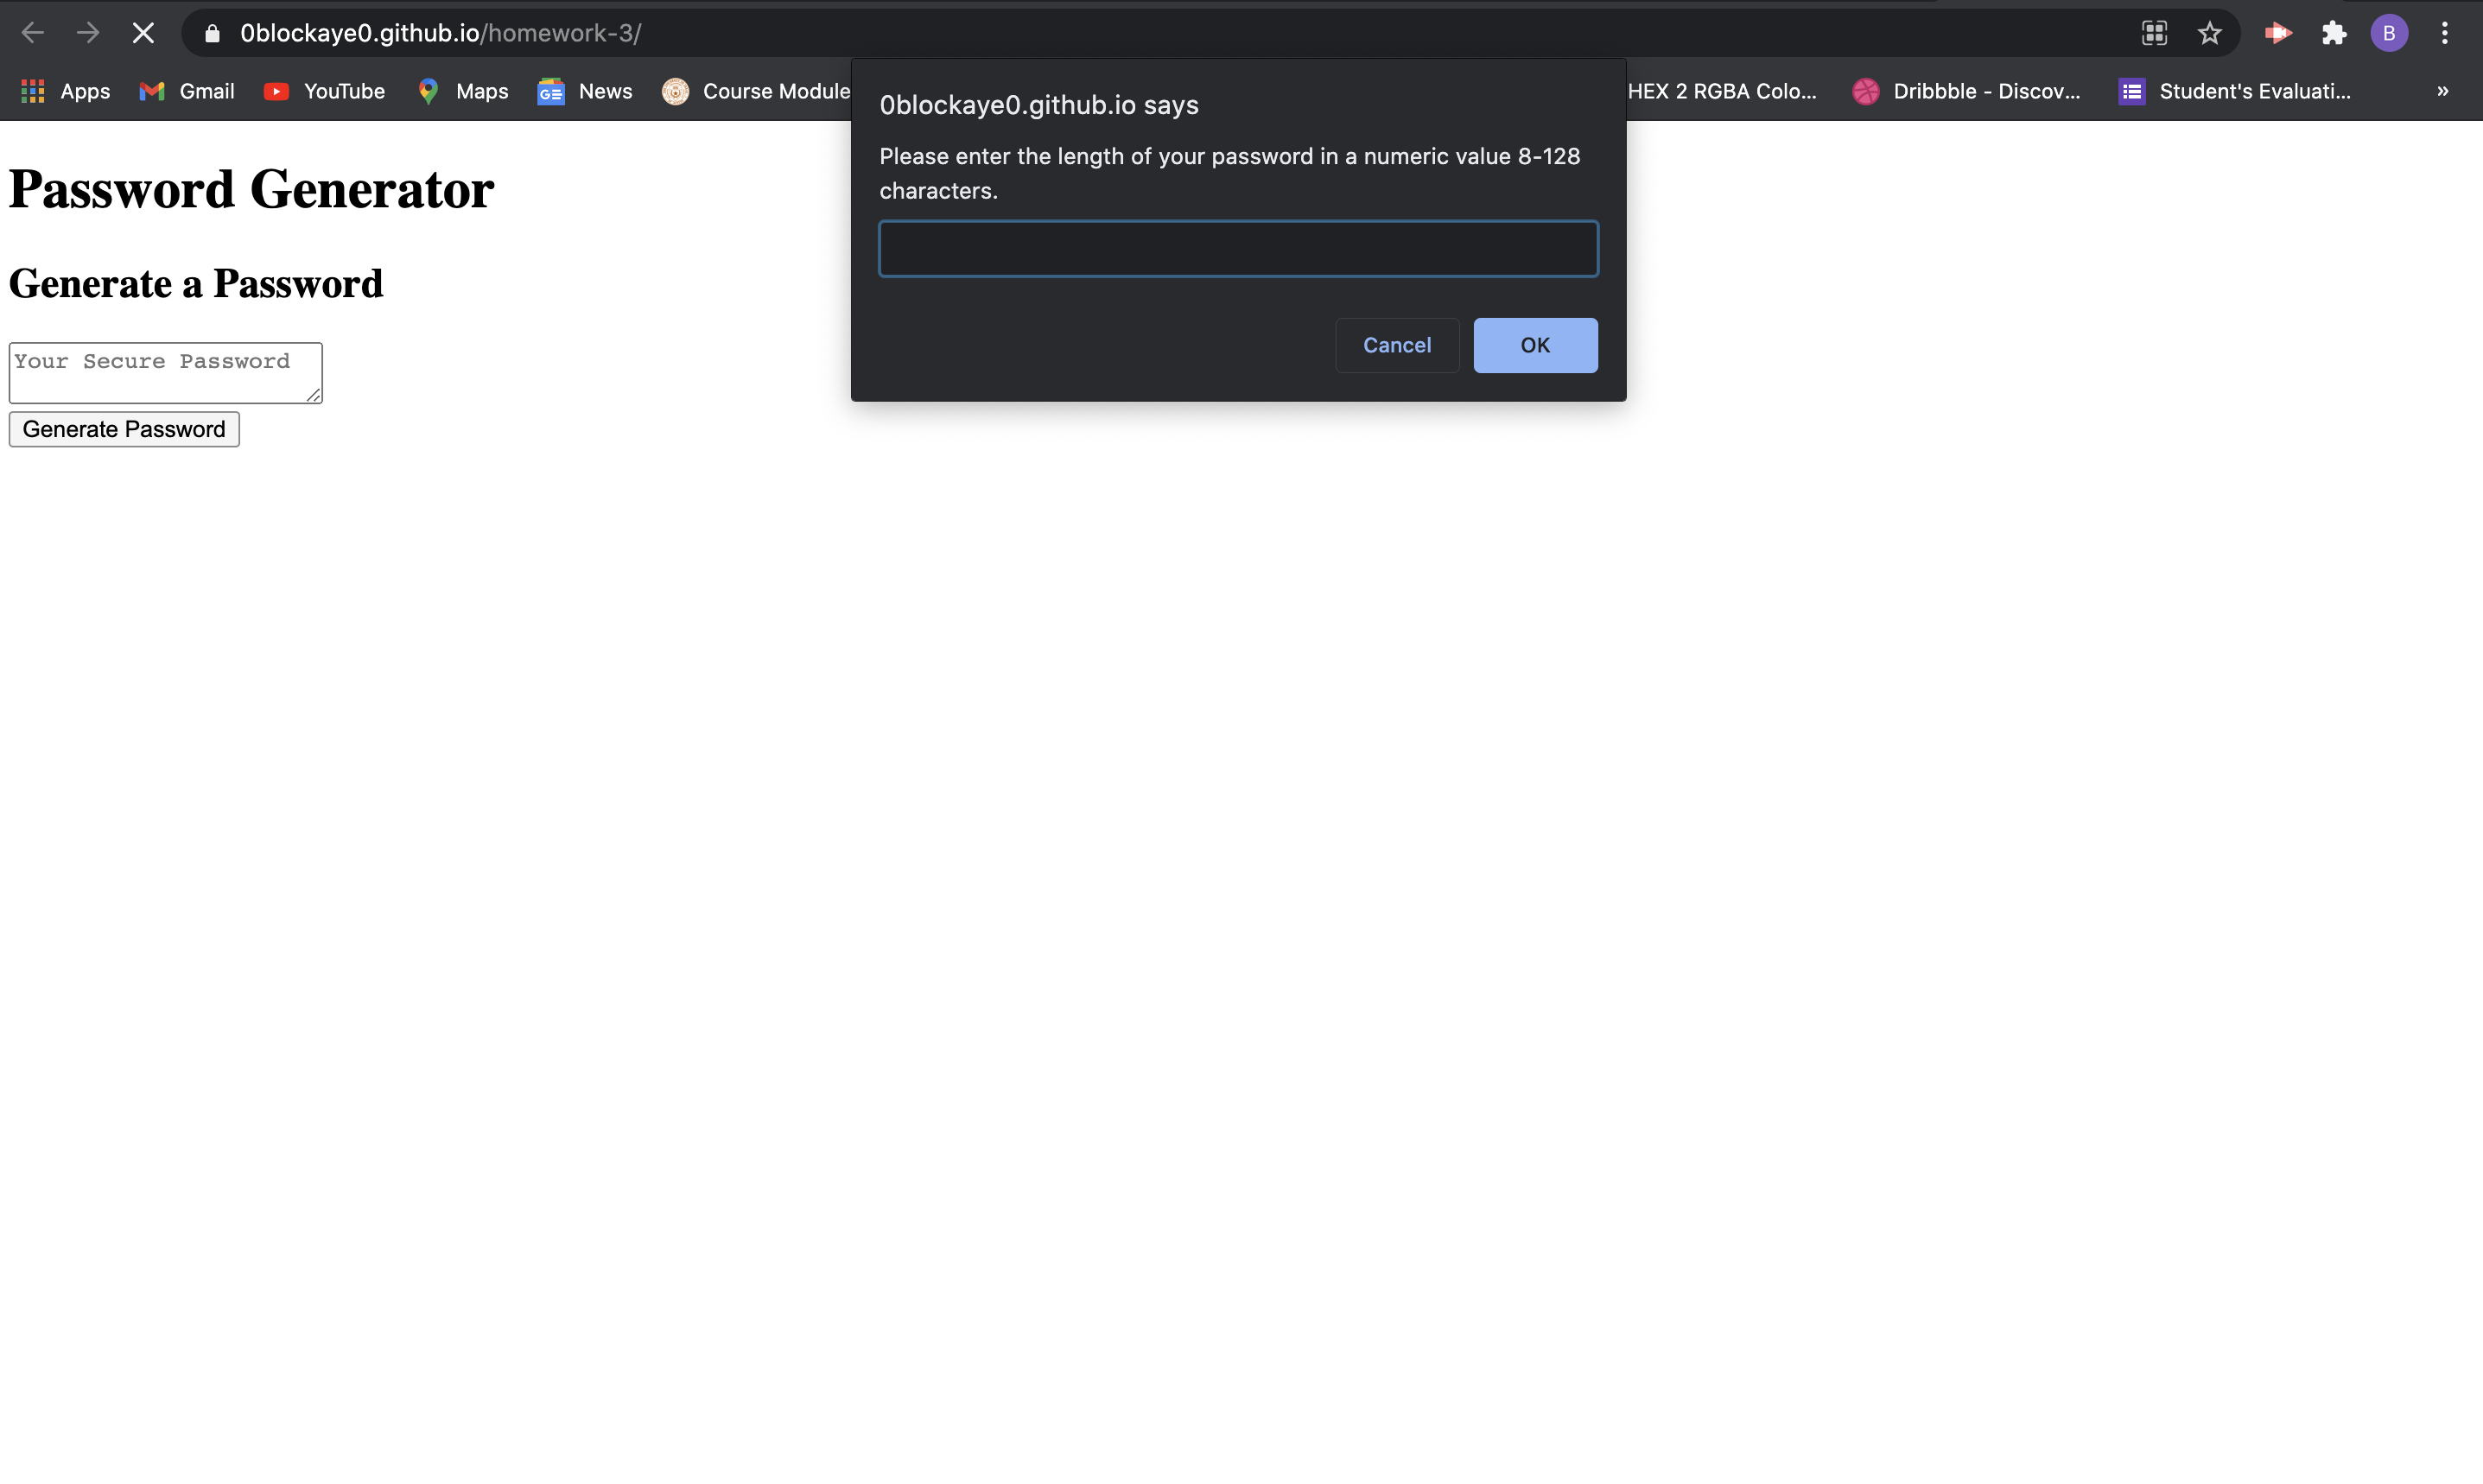 0blockaye0.github.io/homework-3/
B
Apps Gmail YouTube Maps News Course Module HEX 2 RGBA Colo... Dribbble - Discov... Student's Evaluati... »
0blockaye0.github.io says
Please enter the length of your password in a numeric value 8-128
characters.
Cancel OK
Password Generator
Generate a Password
Your Secure Password
Generate Password